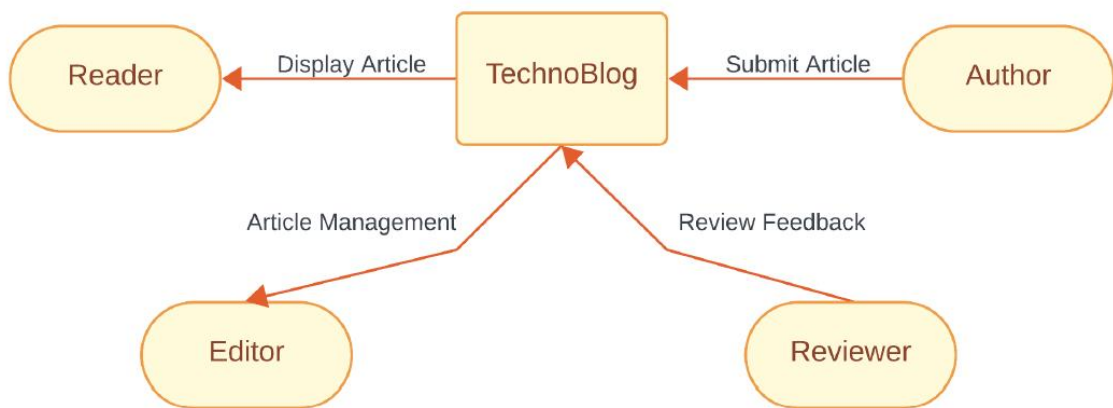 Reader
Display Article
TechnoBlog
Submit Article
Author
Article Management
Review Feedback
Editor
Reviewer